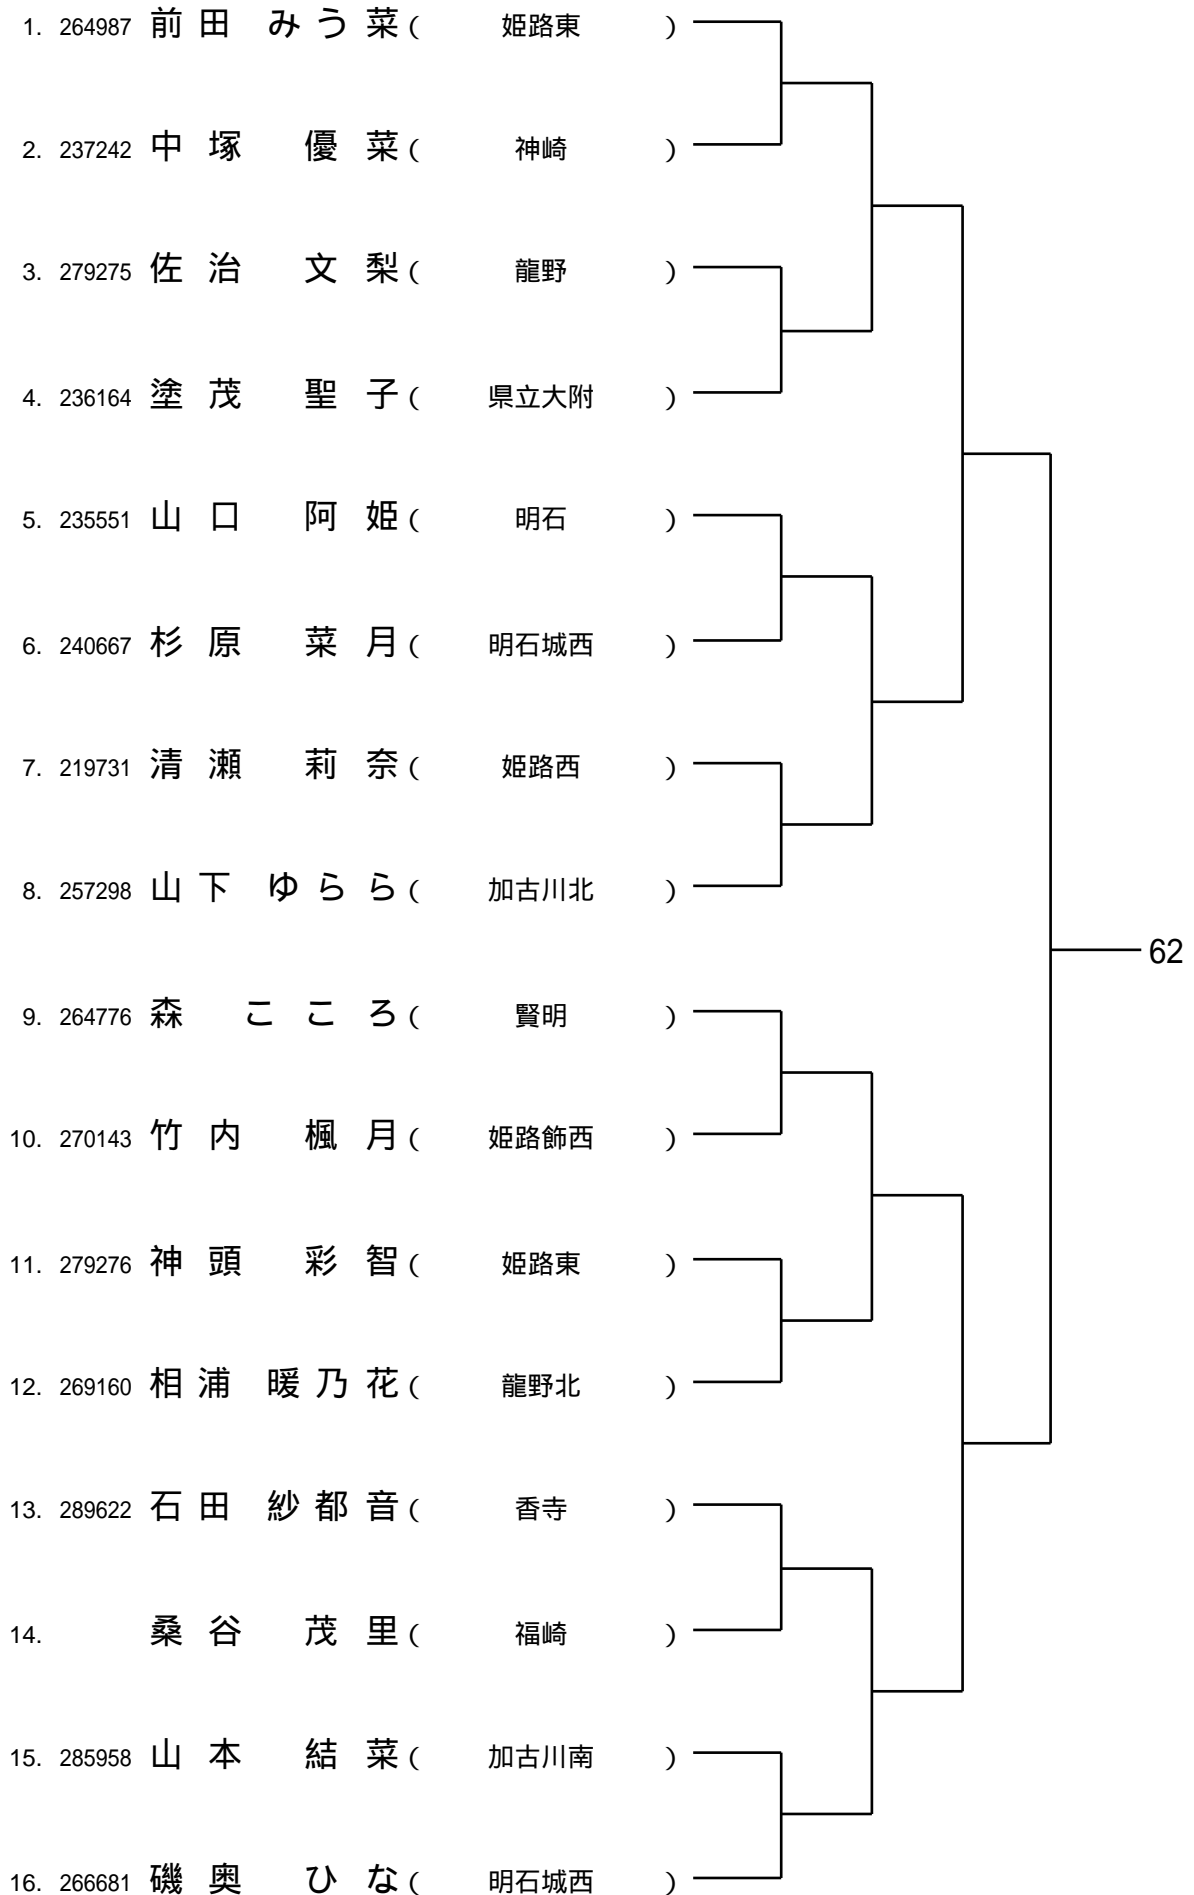 1. 264987 前田 みう菜 ( 姫路東 )
2. 237242 中塚 優菜 ( 神崎 )
3. 279275 佐治 文梨 ( 龍野 )
4. 236164 塗茂 聖子 ( 県立大附 )
5. 235551 山口 阿姫 ( 明石 )
6. 240667 杉原 菜月 ( 明石城西 )
7. 219731 清瀬 莉奈 ( 姫路西 )
8. 257298 山下 ゆらら ( 加古川北 )
62
9. 264776 森 こころ ( 賢明 )
10. 270143 竹内 楓月 ( 姫路飾西 )
11. 279276 神頭 彩智 ( 姫路東 )
12. 269160 相浦 暖乃花 ( 龍野北 )
13. 289622 石田 紗都音 ( 香寺 )
14. 桑谷 茂里 ( 福崎 )
15. 285958 山本 結菜 ( 加古川南 )
16. 266681 磯奥 ひな ( 明石城西 )